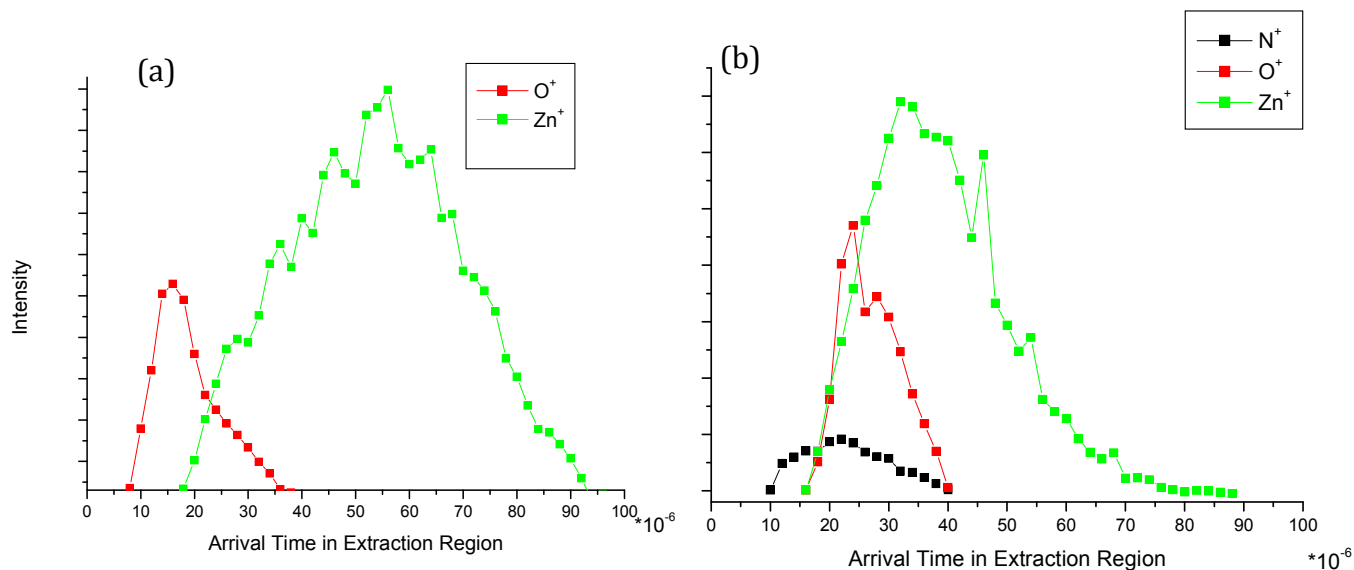 (a)
O+
Zn+
Intensity
0 10 20 30 40 50 60 70 80 90 100
*10-6
Arrival Time in Extraction Region
(b)
N+
O+
Zn+
0 10 20 30 40 50 60 70 80 90 100
Arrival Time in Extraction Region
*10-6